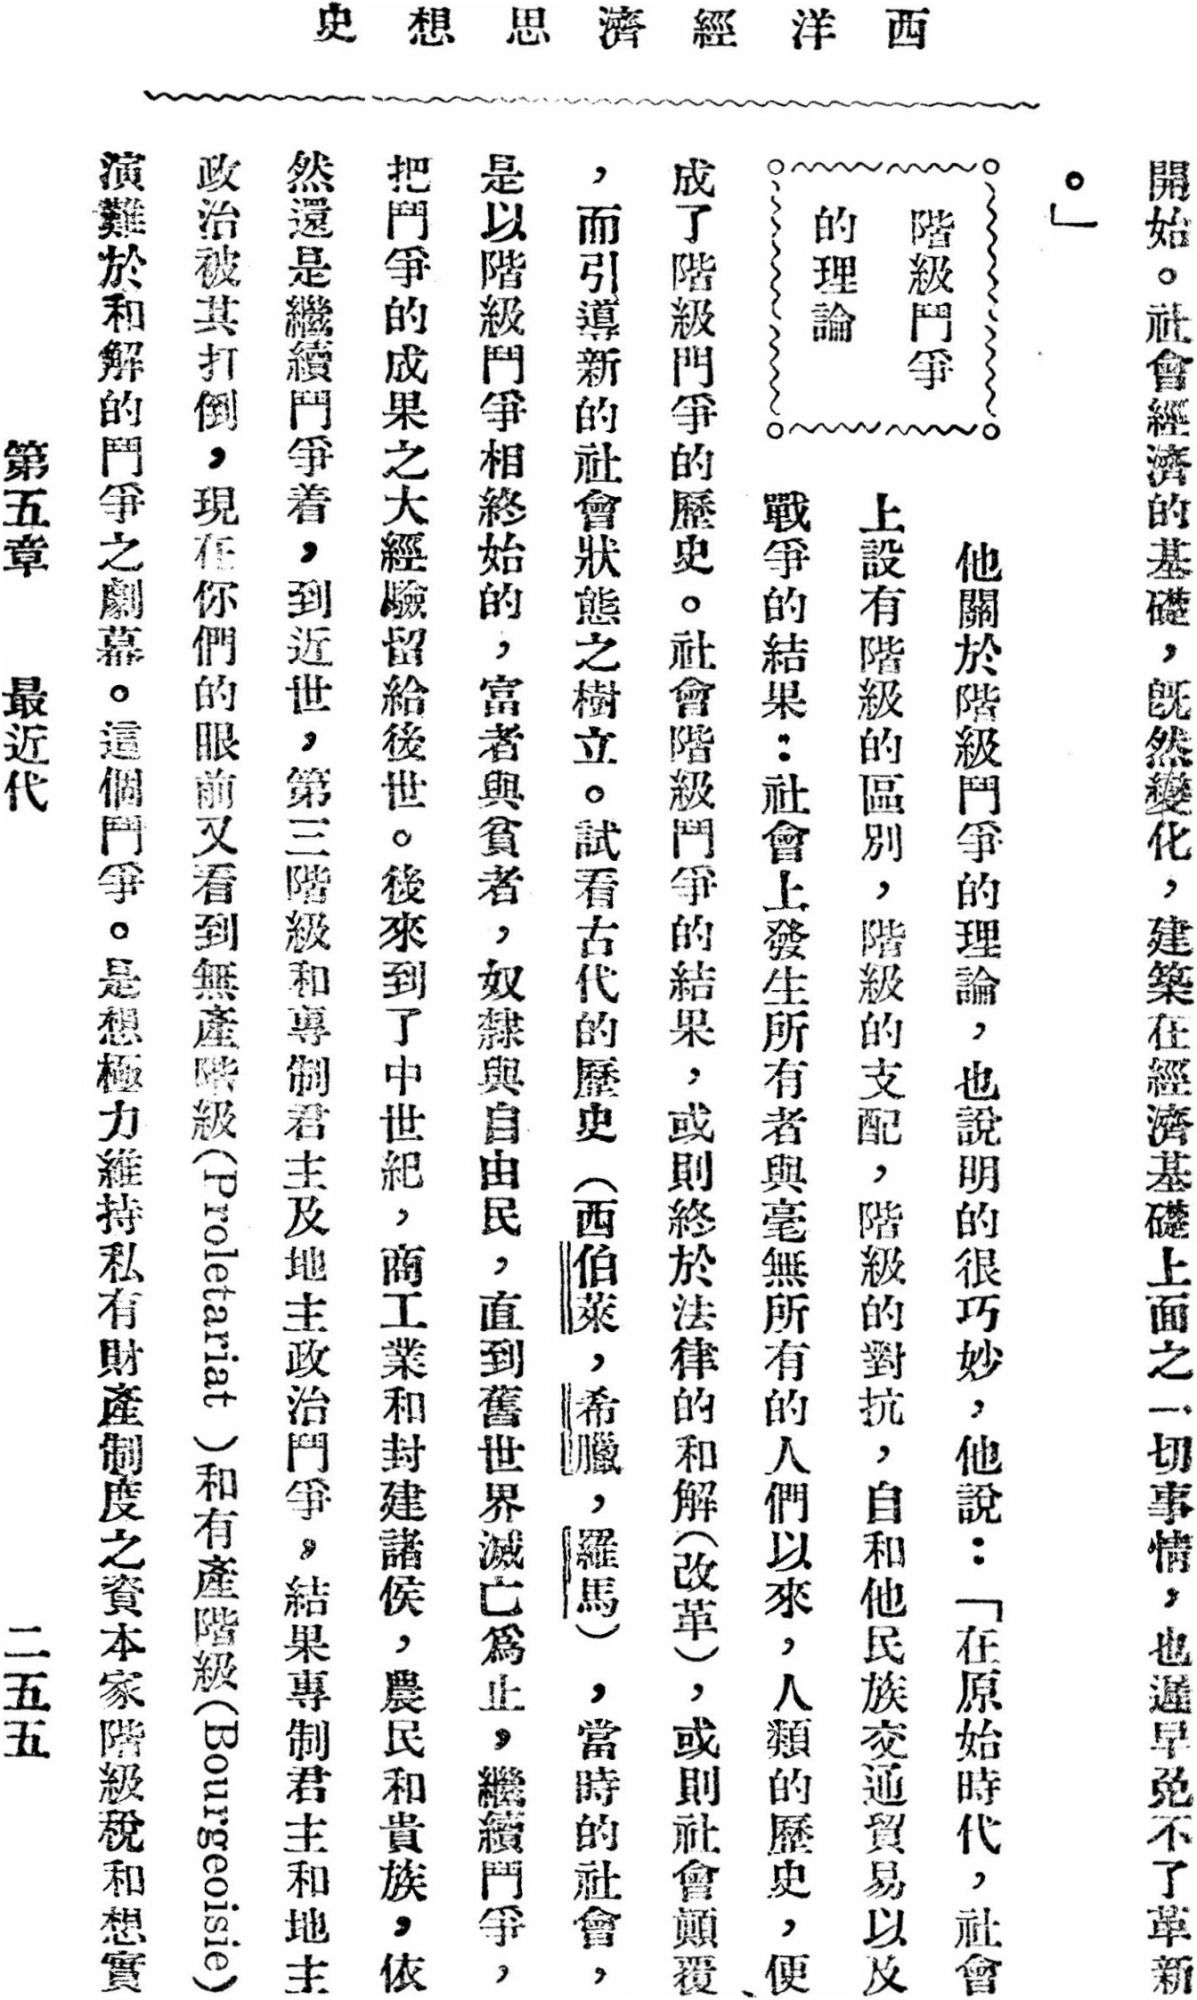 西洋經濟思想史
開始。社會經濟的基礎，既然變化，建築在經濟基礎上面之一切事情，也遲早免不了革新
。」
階級鬥爭
的理論
他關於階級鬥爭的理論，也說明的很巧妙，他說：「在原始時代，社會
上設有階級的區別，階級的支配，階級的對抗，自和他民族交通貿易以及
戰爭的結果：社會上發生所有者與毫無所有的人們以來，人類的歷史，便
成了階級鬥爭的歷史。社會階級鬥爭的結果，或則終於法律的和解（改革），或則社會顛覆
，而引導新的社會狀態之樹立。試看古代的歷史（西伯萊，希臘，羅馬），當時的社會，
是以階級鬥爭相終始的，富者與貧者，奴隸與自由民，直到舊世界滅亡爲止，繼續鬥爭，
把鬥爭的成果之大經驗留給後世。後來到了中世紀，商工業和封建諸侯，農民和貴族，依
然還是繼續鬥爭着，到近世，第三階級和專制君主及地主政治鬥爭，結果專制君主和地主
政治被其打倒，現在你們的眼前又看到無產階級(Proletariat )和有產階級(Bourgeoisie)
演難於和解的鬥爭之劇幕。這個鬥爭。是想極力維持私有財產制度之資本家階級稅和想實
第五章　最近代　二五五